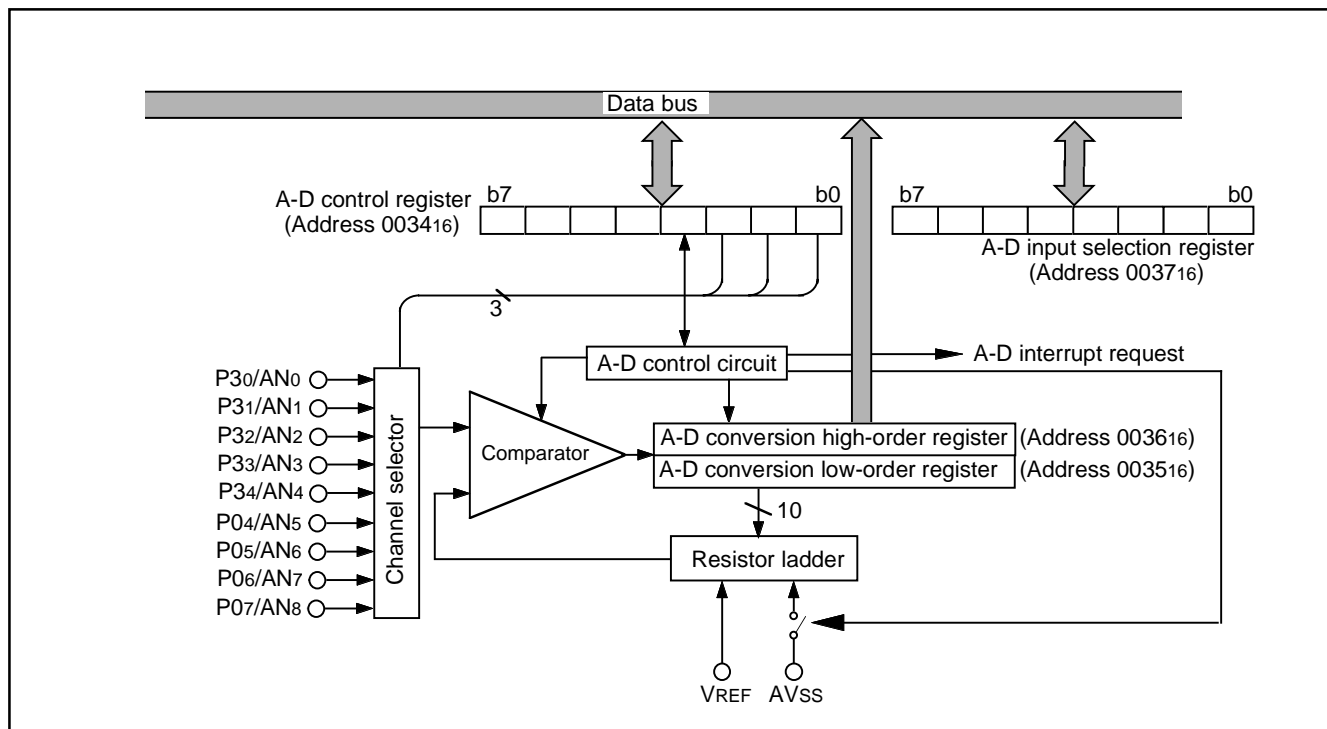 Data bus
A-D control register
(Address 003416)
b7
b0
b7
b0
A-D input selection register
(Address 003716)
3
A-D control circuit
A-D interrupt request
P30/AN0
P31/AN1
P32/AN2
P33/AN3
P34/AN4
P04/AN5
P05/AN6
P06/AN7
P07/AN8
Channel selector
Comparator
A-D conversion high-order register
(Address 003616)
A-D conversion low-order register
(Address 003516)
10
Resistor ladder
VREF
AVSS